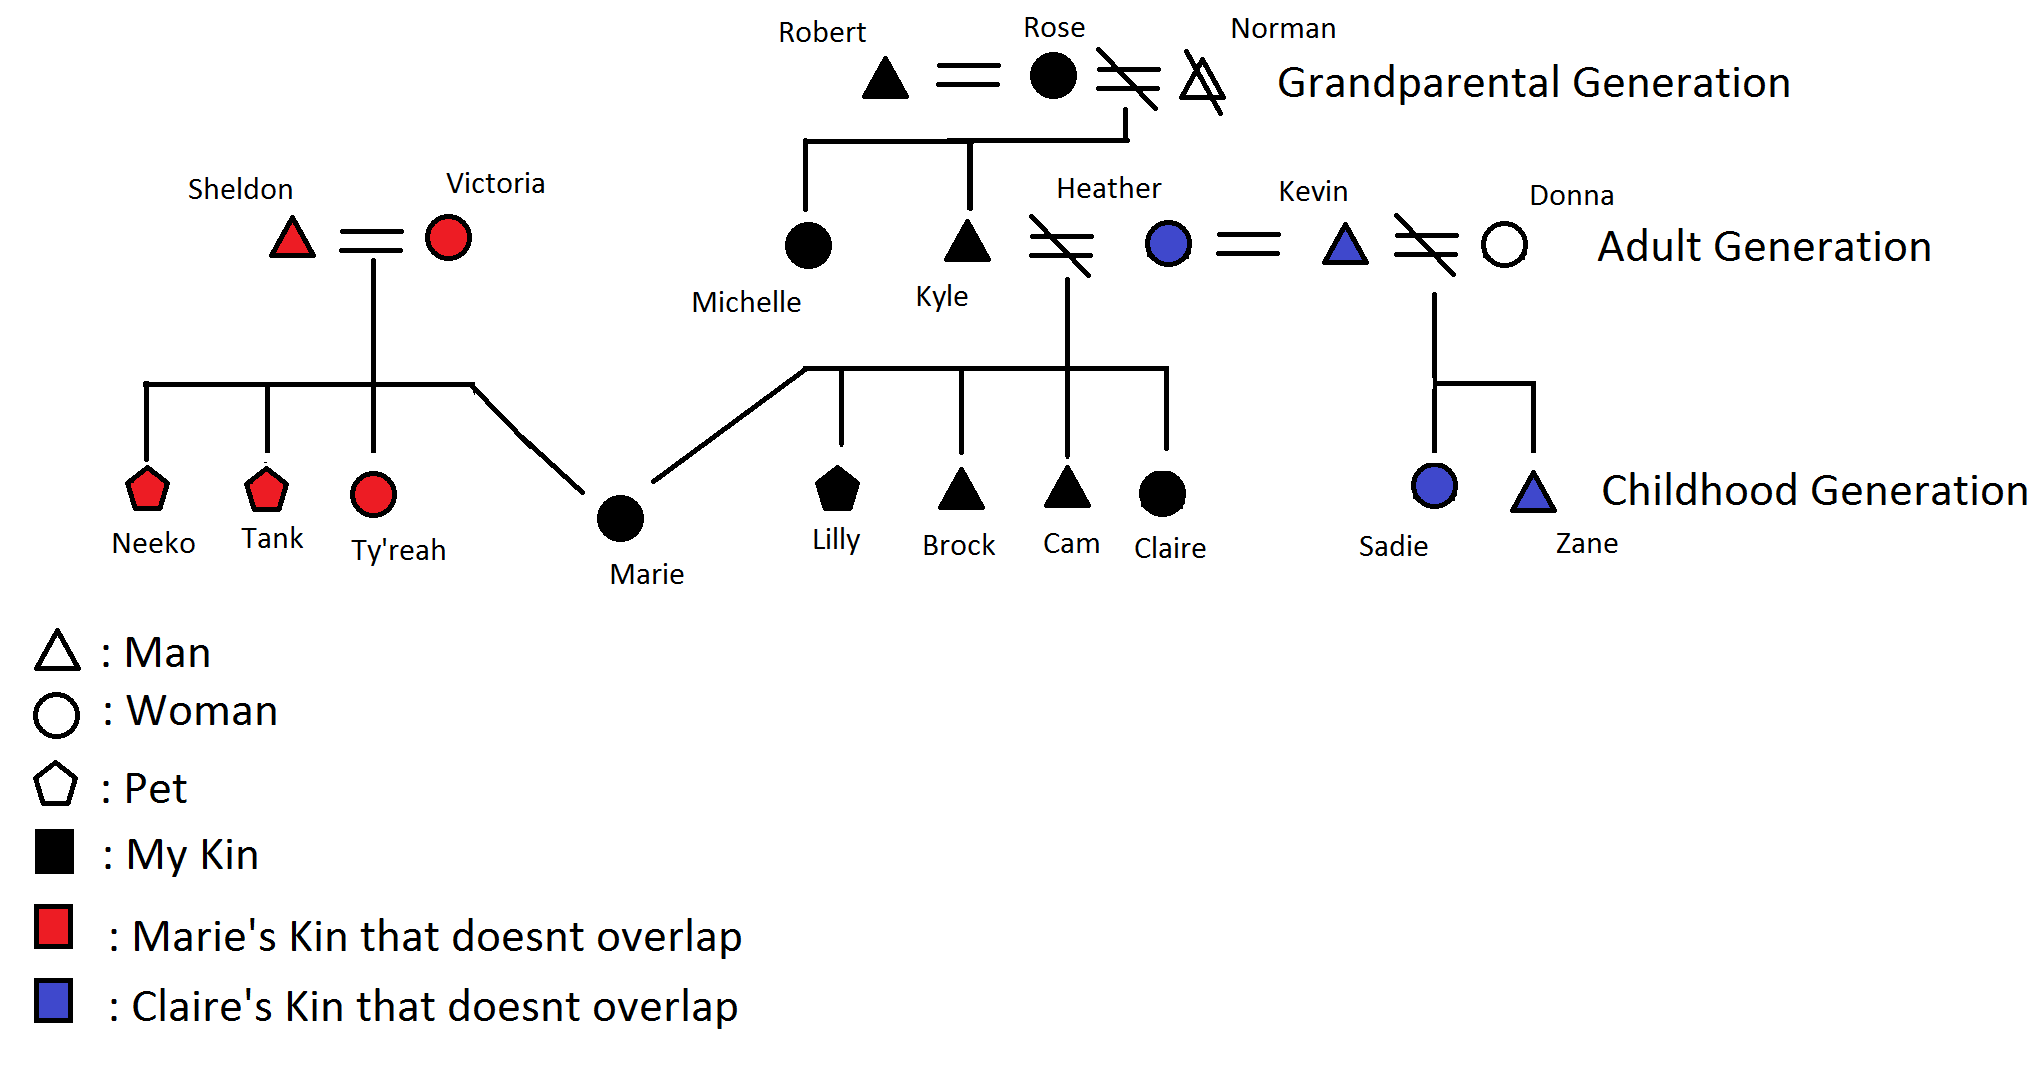 Robert
Rose
Norman
Grandparental Generation
Sheldon
Victoria
Heather
Kevin
Donna
Adult Generation
Michelle
Kyle
Childhood Generation
Neeko
Tank
Ty'reah
Marie
Lilly
Brock
Cam
Claire
Sadie
Zane
: Man
: Woman
: Pet
: My Kin
: Marie's Kin that doesnt overlap
: Claire's Kin that doesnt overlap